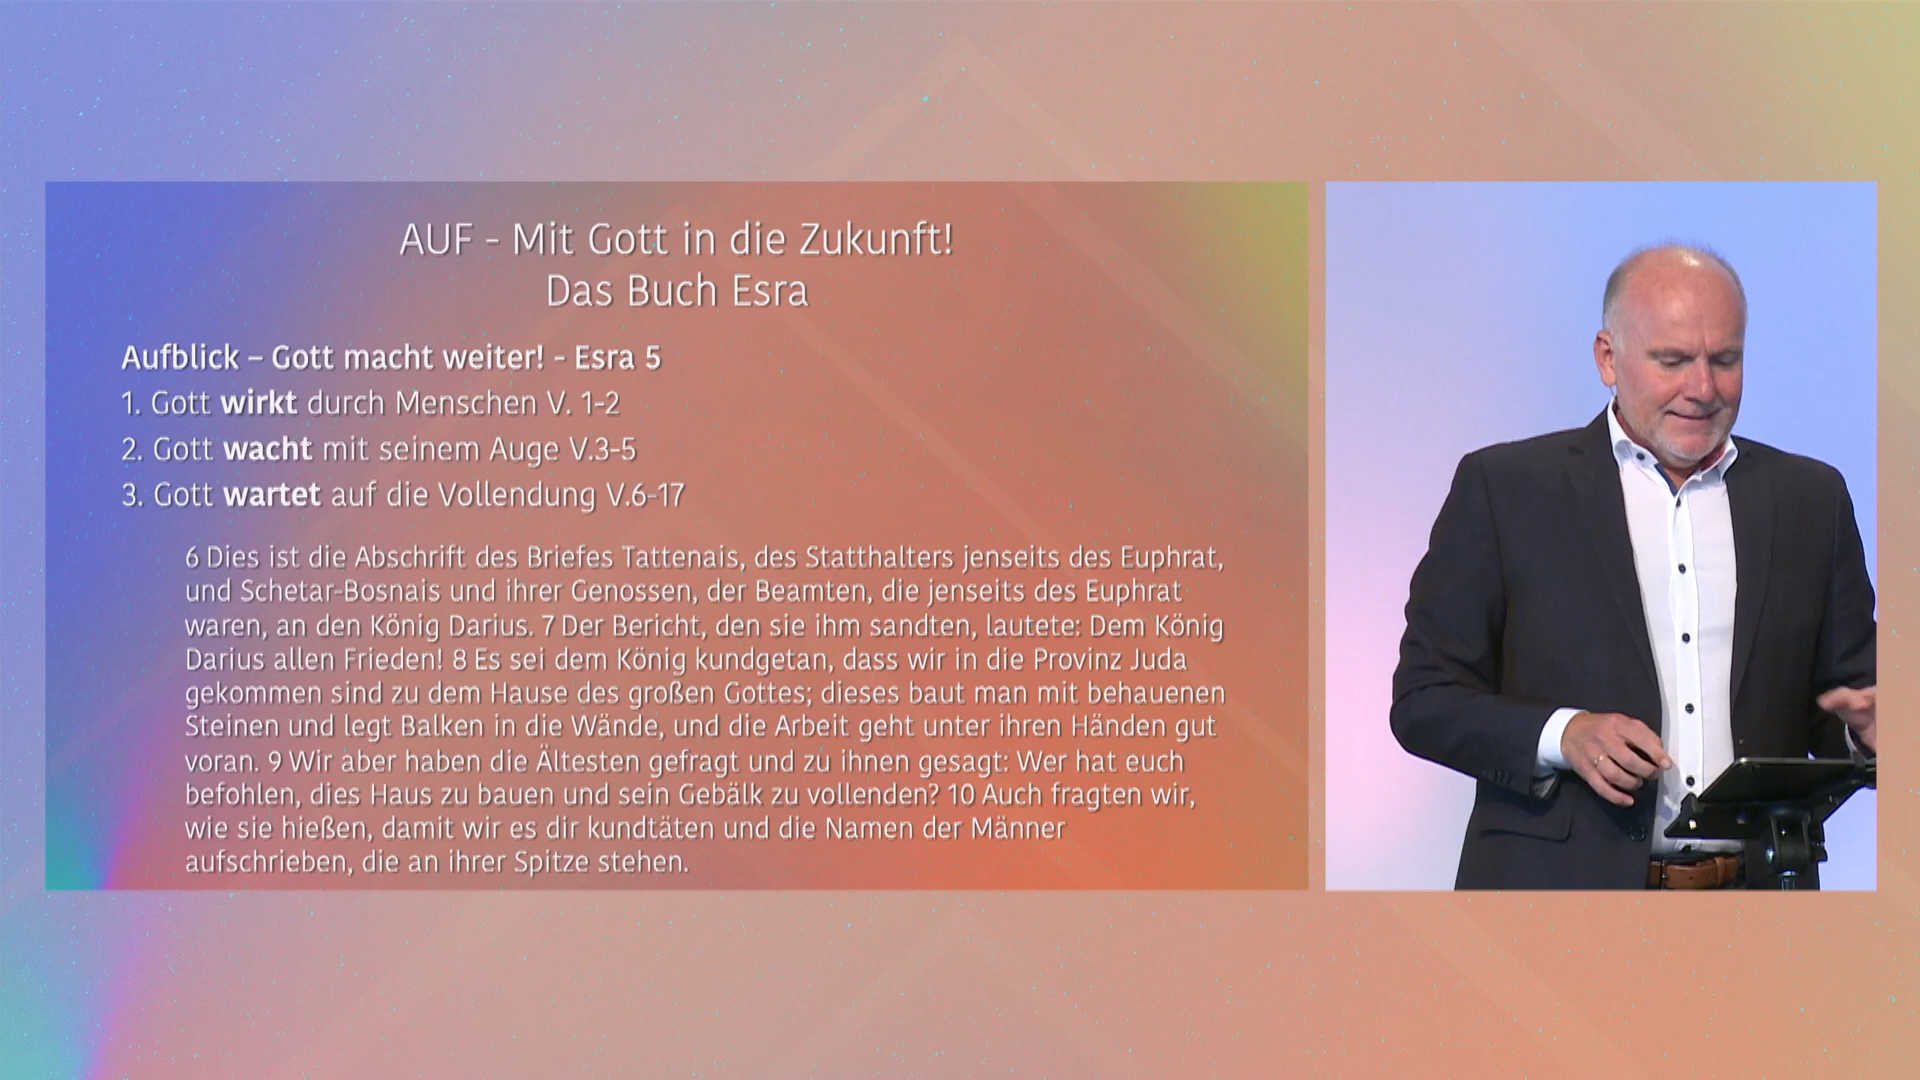 AUF - Mit Gott in die Zukunft!
Das Buch Esra
Aufblick – Gott macht weiter! - Esra 5
1. Gott wirkt durch Menschen V. 1-2
2. Gott wacht mit seinem Auge V.3-5
3. Gott wartet auf die Vollendung V.6-17
6 Dies ist die Abschrift des Briefes Tattenais, des Statthalters jenseits des Euphrat,
und Schetar-Bosnais und ihrer Genossen, der Beamten, die jenseits des Euphrat
waren, an den König Darius. 7 Der Bericht, den sie ihm sandten, lautete: Dem König
Darius allen Frieden! 8 Es sei dem König kundgetan, dass wir in die Provinz Juda
gekommen sind zu dem Hause des großen Gottes; dieses baut man mit behauenen
Steinen und legt Balken in die Wände, und die Arbeit geht unter ihren Händen gut
voran. 9 Wir aber haben die Ältesten gefragt und zu ihnen gesagt: Wer hat euch
befohlen, dies Haus zu bauen und sein Gebälk zu vollenden? 10 Auch fragten wir,
wie sie hießen, damit wir es dir kundtäten und die Namen der Männer
aufschrieben, die an ihrer Spitze stehen.